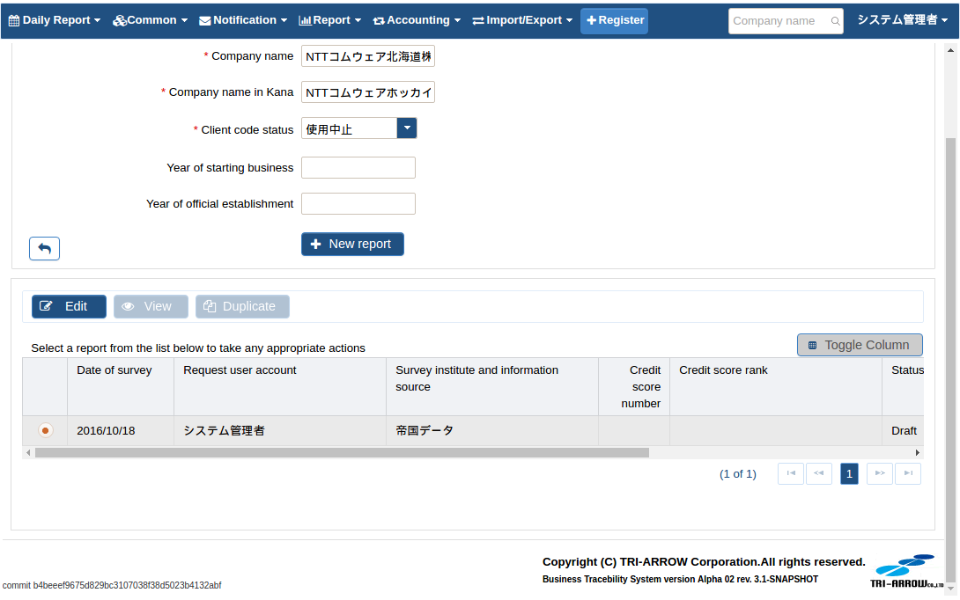 Daily Report Common Notification Report Accounting Import/Export Register Company name システム管理者
* Company name NTTコムウェア北海道株
* Company name in Kana NTTコムウェアホッカイ
* Client code status 使用中止
Year of starting business
Year of official establishment
New report
Edit View Duplicate
Select a report from the list below to take any appropriate actions
Toggle Column
Date of survey Request user account Survey institute and information source Credit score number Credit score rank Status
2016/10/18 システム管理者 帝国データ Draft
(1 of 1) 1
Copyright (C) TRI-ARROW Corporation.All rights reserved.
Business Tracebility System version Alpha 02 rev. 3.1-SNAPSHOT
TRI-ARROW CO.,LTD
commit b4beeef9675d829bc3107038f38d5023b4132abf